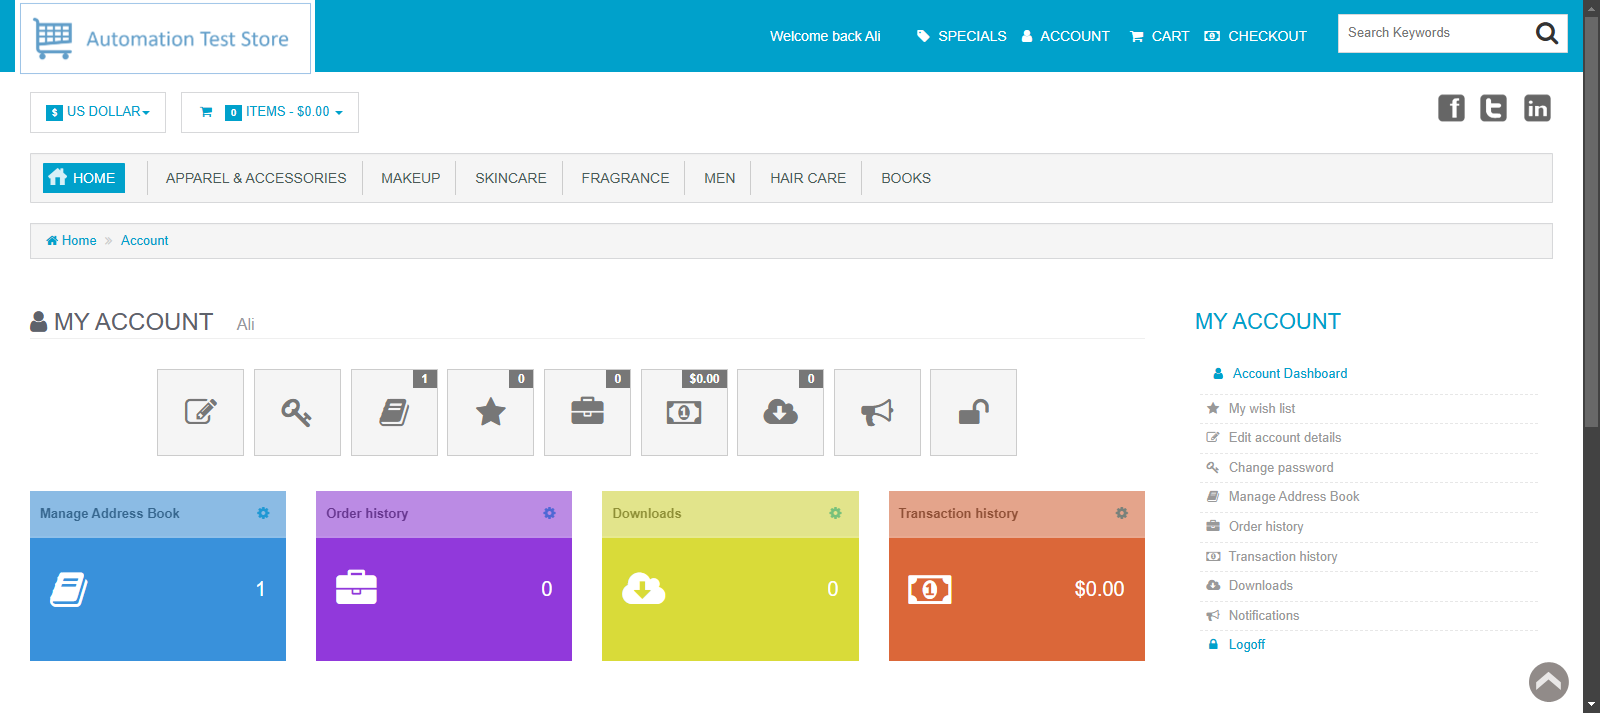 Automation Test Store
Welcome back Ali
SPECIALS
ACCOUNT
CART
CHECKOUT
Search Keywords
$ US DOLLAR
0 ITEMS - $0.00
f
t
in
HOME
APPAREL & ACCESSORIES
MAKEUP
SKINCARE
FRAGRANCE
MEN
HAIR CARE
BOOKS
Home » Account
MY ACCOUNT Ali
1
0
0
$0.00
0
1
Manage Address Book
1
Order history
0
Downloads
0
Transaction history
1
$0.00
MY ACCOUNT
Account Dashboard
My wish list
Edit account details
Change password
Manage Address Book
Order history
Transaction history
Downloads
Notifications
Logoff